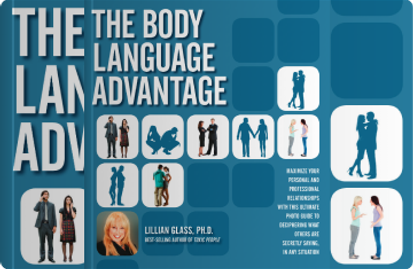 THE
LAN
ADV
THE BODY
LANGUAGE
ADVANTAGE
MAXIMIZE YOUR
PERSONAL AND
PROFESSIONAL
RELATIONSHIPS
WITH THIS ULTIMATE
PHOTO GUIDE TO
DECIPHERING WHAT
OTHERS ARE
SECRETLY SAYING,
IN ANY SITUATION
LILLIAN GLASS, PH.D.
BEST-SELLING AUTHOR OF TOXIC PEOPLE